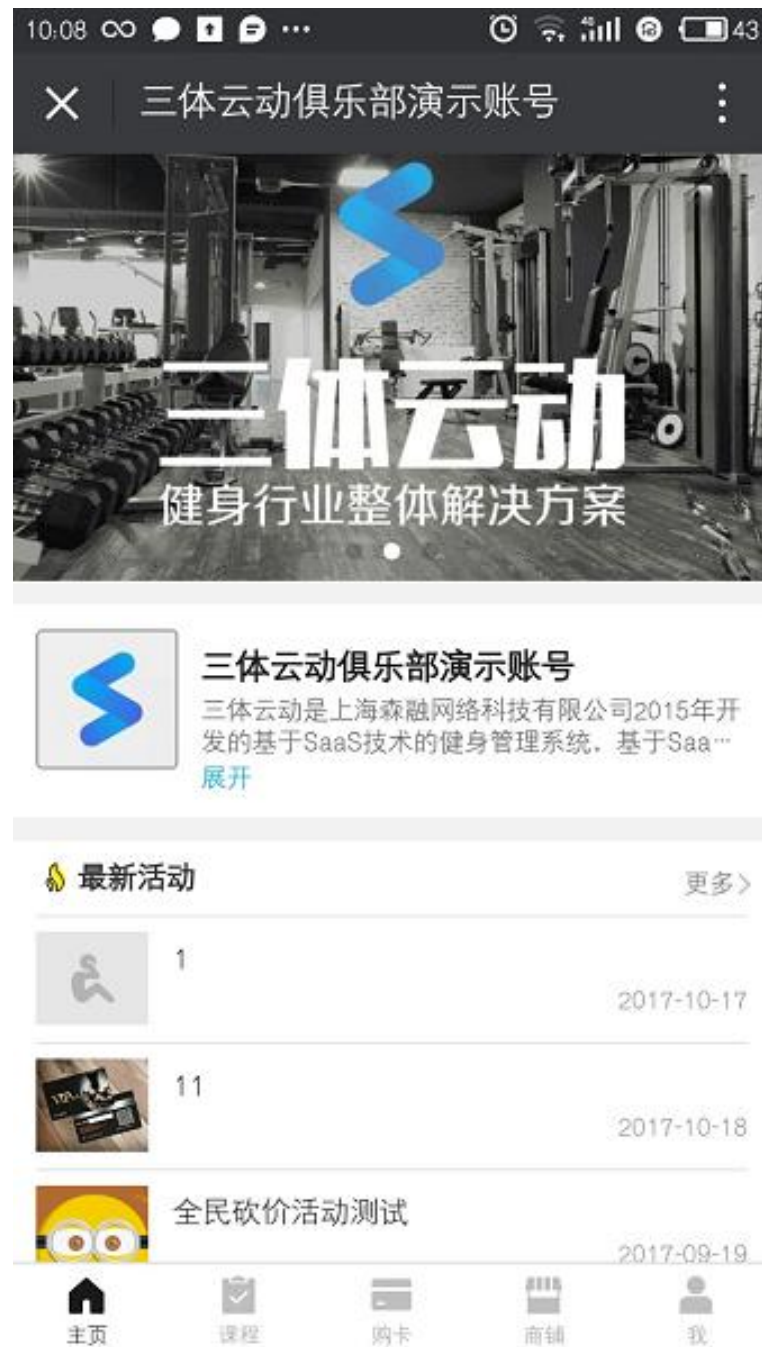 10:08
43
三体云动俱乐部演示账号
三体云动
健身行业整体解决方案
三体云动俱乐部演示账号
三体云动是上海森融网络科技有限公司2015年开
发的基于SaaS技术的健身管理系统．基于Saa…
展开
最新活动
更多>
1
2017-10-17
11
2017-10-18
全民砍价活动测试
2017-09-19
主页
课程
购卡
商铺
我